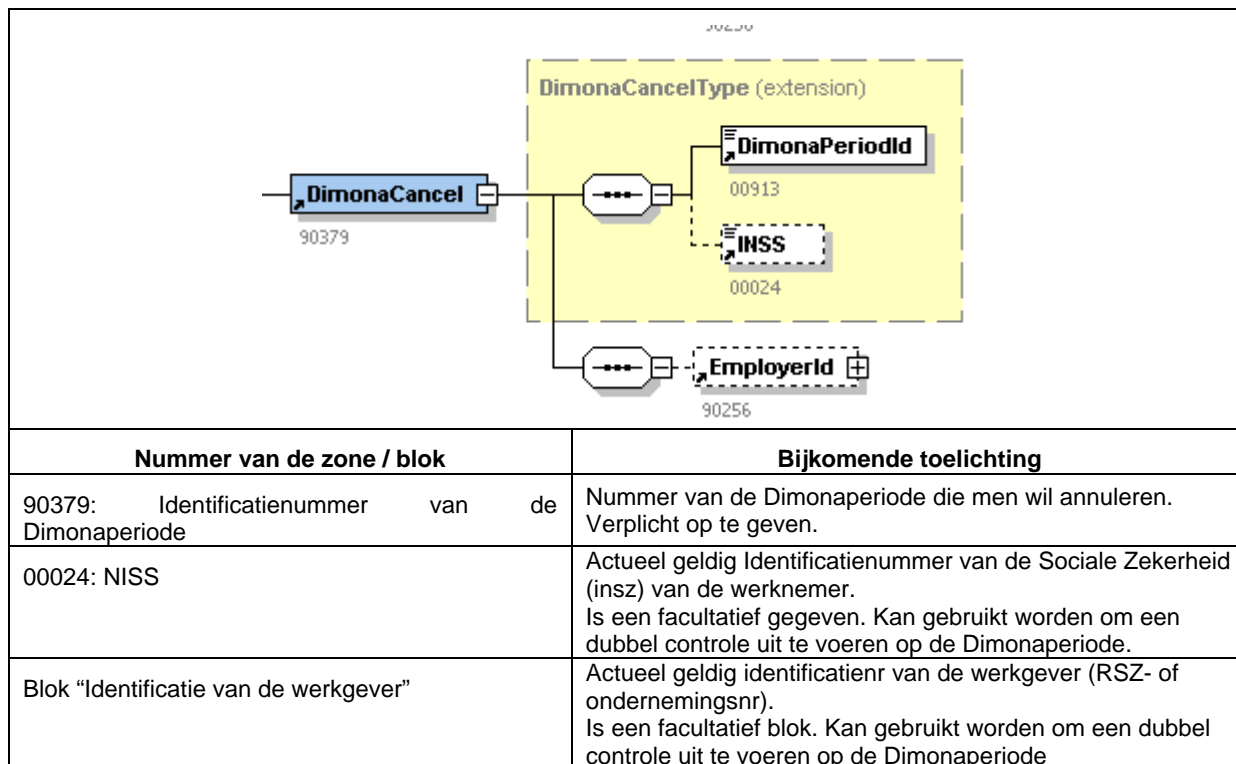 DimonaCancelType (extension)
DimonaPeriodId
00913
DimonaCancel
90379
INSS
00024
EmployerId
90256
Nummer van de zone / blok
Bijkomende toelichting
90379: Identificatienummer van de
Dimonaperiode
Nummer van de Dimonaperiode die men wil annuleren.
Verplicht op te geven.
00024: NISS
Actueel geldig Identificatienummer van de Sociale Zekerheid
(insz) van de werknemer.
Is een facultatief gegeven. Kan gebruikt worden om een
dubbel controle uit te voeren op de Dimonaperiode.
Blok “Identificatie van de werkgever”
Actueel geldig identificatienr van de werkgever (RSZ- of
ondernemingsnr).
Is een facultatief blok. Kan gebruikt worden om een dubbel
controle uit te voeren op de Dimonaperiode